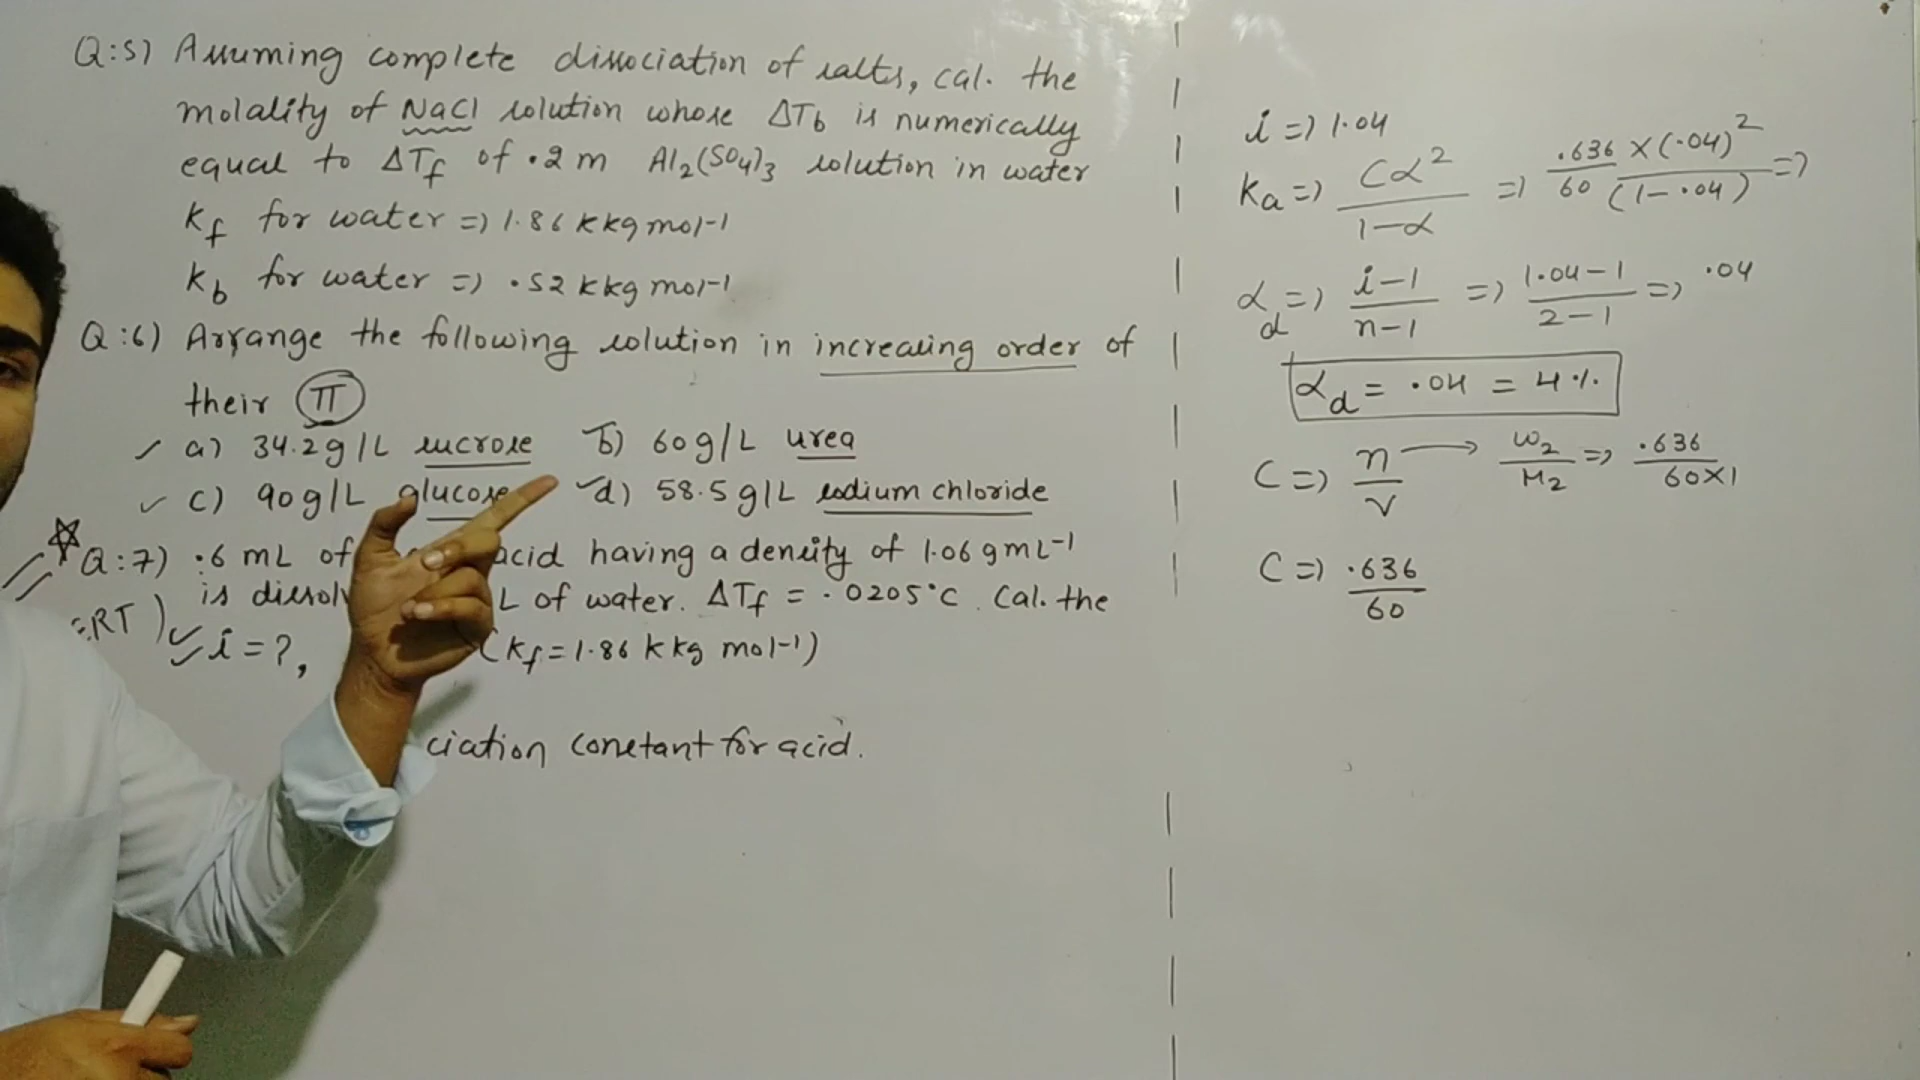 Q:5) Assuming complete dissociation of salts, cal. the
molality of NaCl solution whose ΔTb is numerically
equal to ΔTf of .2 m Al2(SO4)3 solution in water
Kf for water => 1.86 K kg mol-1
Kb for water => .52 K kg mol-1
Q:6) Arrange the following solution in increasing order of
their π
a) 34.2 g/L sucrose b) 60 g/L urea
c) 90 g/L glucose d) 58.5 g/L sodium chloride
Q:7) .6 mL of acid having a density of 1.06 g mL-1
is L of water. ΔTf = .0205°C. Cal. the
ERT) i = ?, (Kf = 1.86 K kg mol-1)
ciation constant for acid.
i => 1.04
Ka => Cα2 / 1-α => .636 / 60 × (.04)2 / (1-.04) =>
αd => i-1 / n-1 => 1.04-1 / 2-1 => .04
αd = .04 = 4%
C => n / V → w2 / M2 => .636 / 60×1
C => .636 / 60